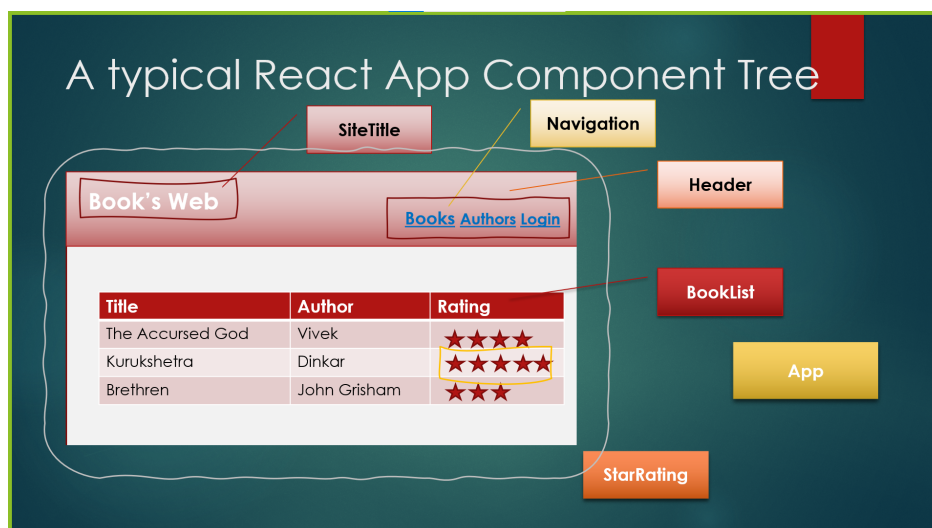 A typical React App Component Tree
SiteTitle
Navigation
Header
Book's Web
Books Authors Login
BookList
Title Author Rating
The Accursed God Vivek
Kurukshetra Dinkar
Brethren John Grisham
App
StarRating